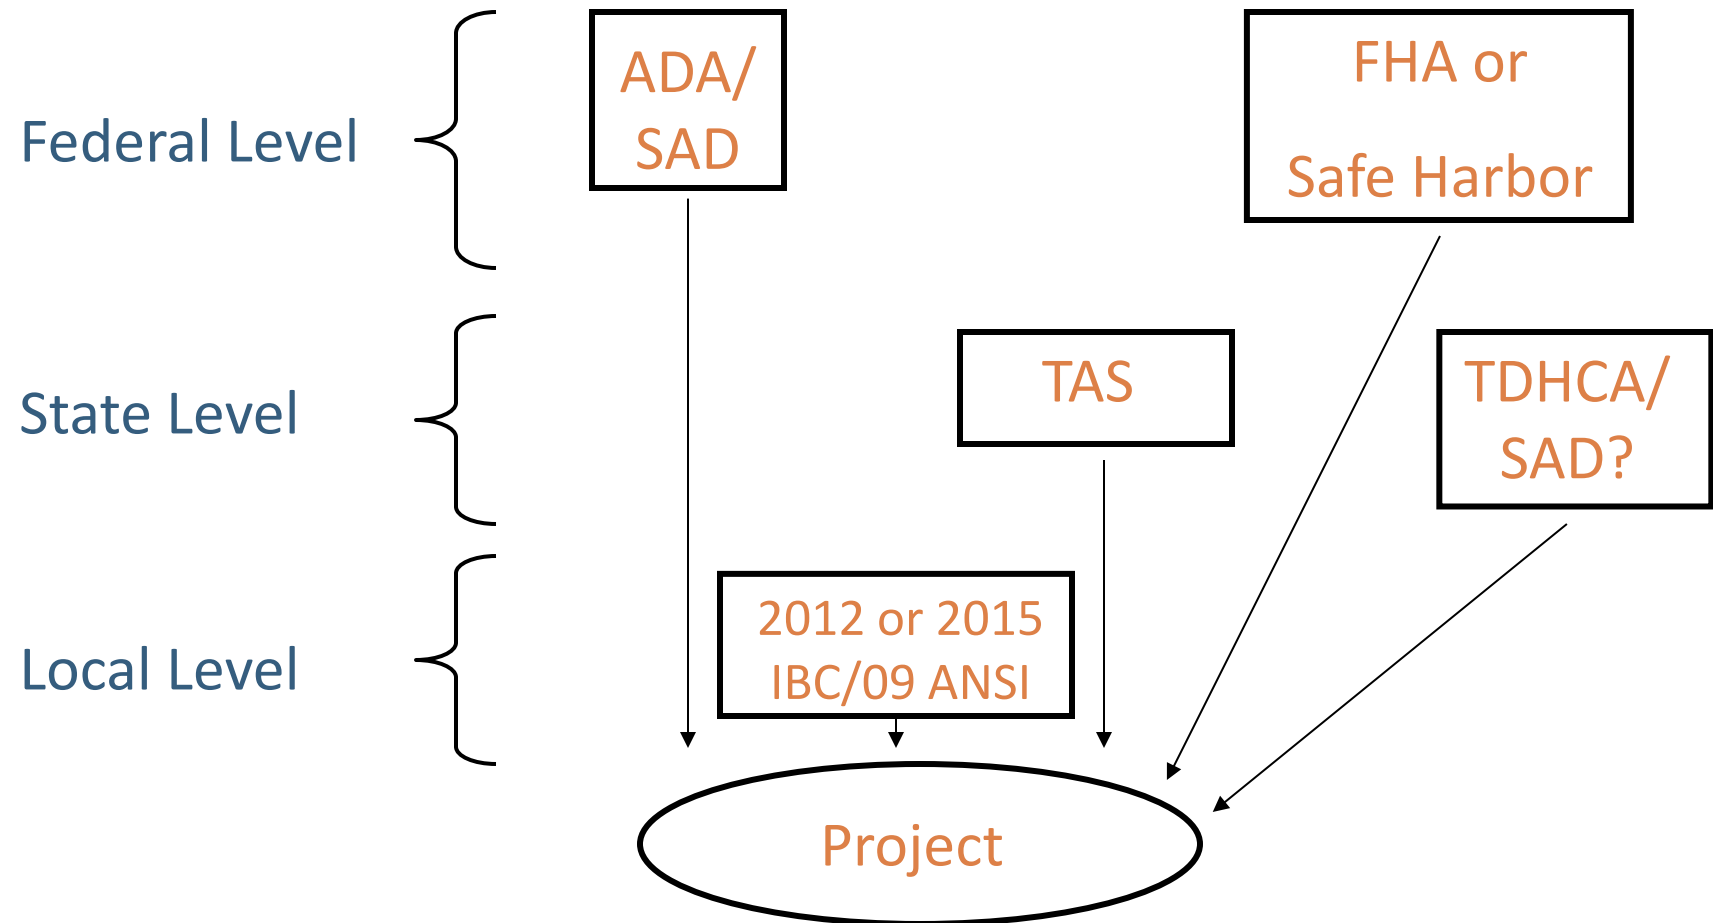 Federal Level
ADA/
SAD
FHA or
Safe Harbor
State Level
TAS
TDHCA/
SAD?
Local Level
2012 or 2015
IBC/09 ANSI
Project